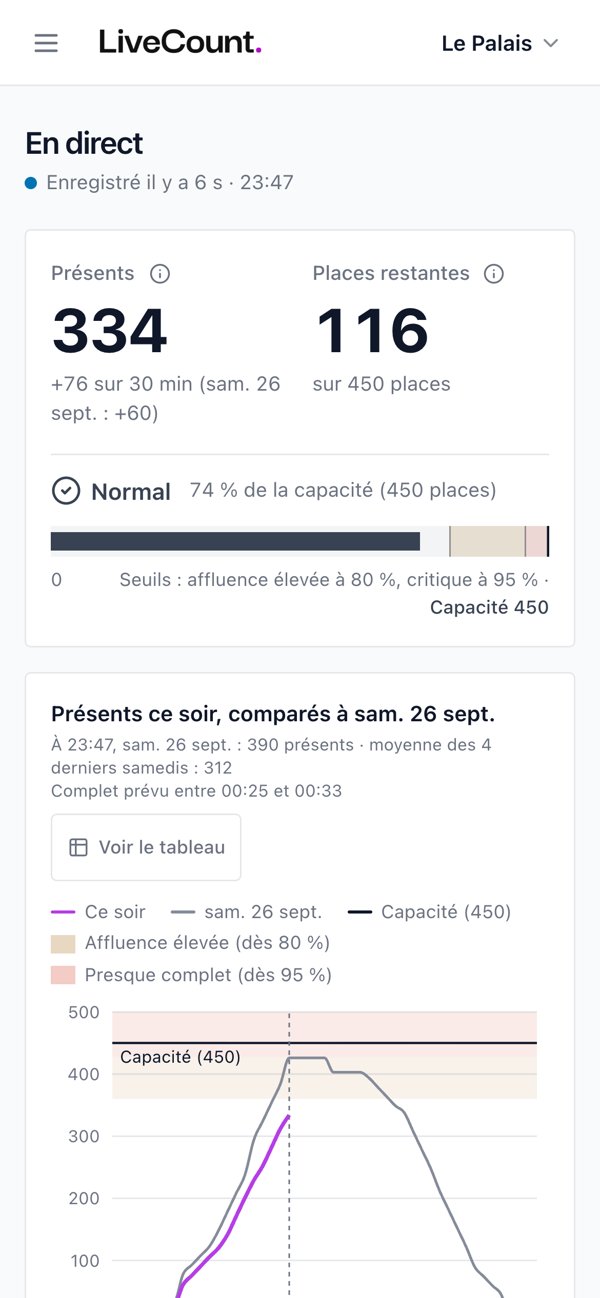 LiveCount.
Le Palais
En direct
Enregistré il y a 6 s · 23:47
Présents
Places restantes
334
116
+76 sur 30 min (sam. 26
sept. : +60)
sur 450 places
Normal
74 % de la capacité (450 places)
0
Seuils : affluence élevée à 80 %, critique à 95 % ·
Capacité 450
Présents ce soir, comparés à sam. 26 sept.
À 23:47, sam. 26 sept. : 390 présents · moyenne des 4
derniers samedis : 312
Complet prévu entre 00:25 et 00:33
Voir le tableau
Ce soir
sam. 26 sept.
Capacité (450)
Affluence élevée (dès 80 %)
Presque complet (dès 95 %)
500
Capacité (450)
400
300
200
100